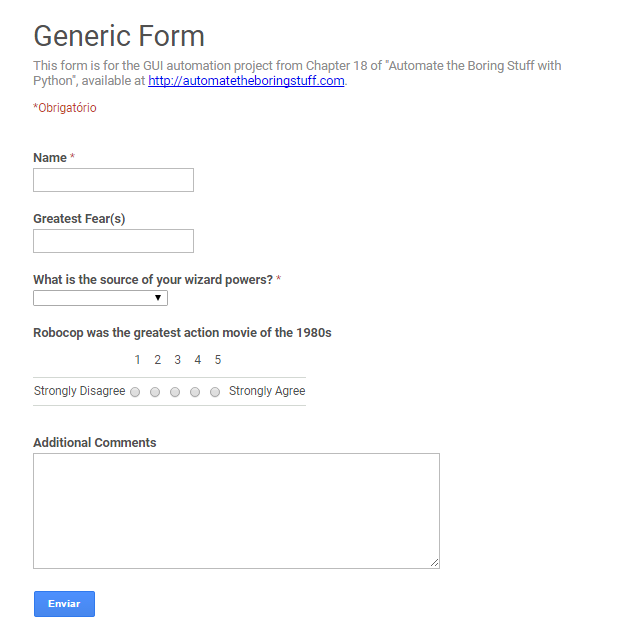 Generic Form
This form is for the GUI automation project from Chapter 18 of "Automate the Boring Stuff with
Python", available at http://automatetheboringstuff.com.
*Obrigatório
Name *
Greatest Fear(s)
What is the source of your wizard powers? *
Robocop was the greatest action movie of the 1980s
1 2 3 4 5
Strongly Disagree Strongly Agree
Additional Comments
Enviar